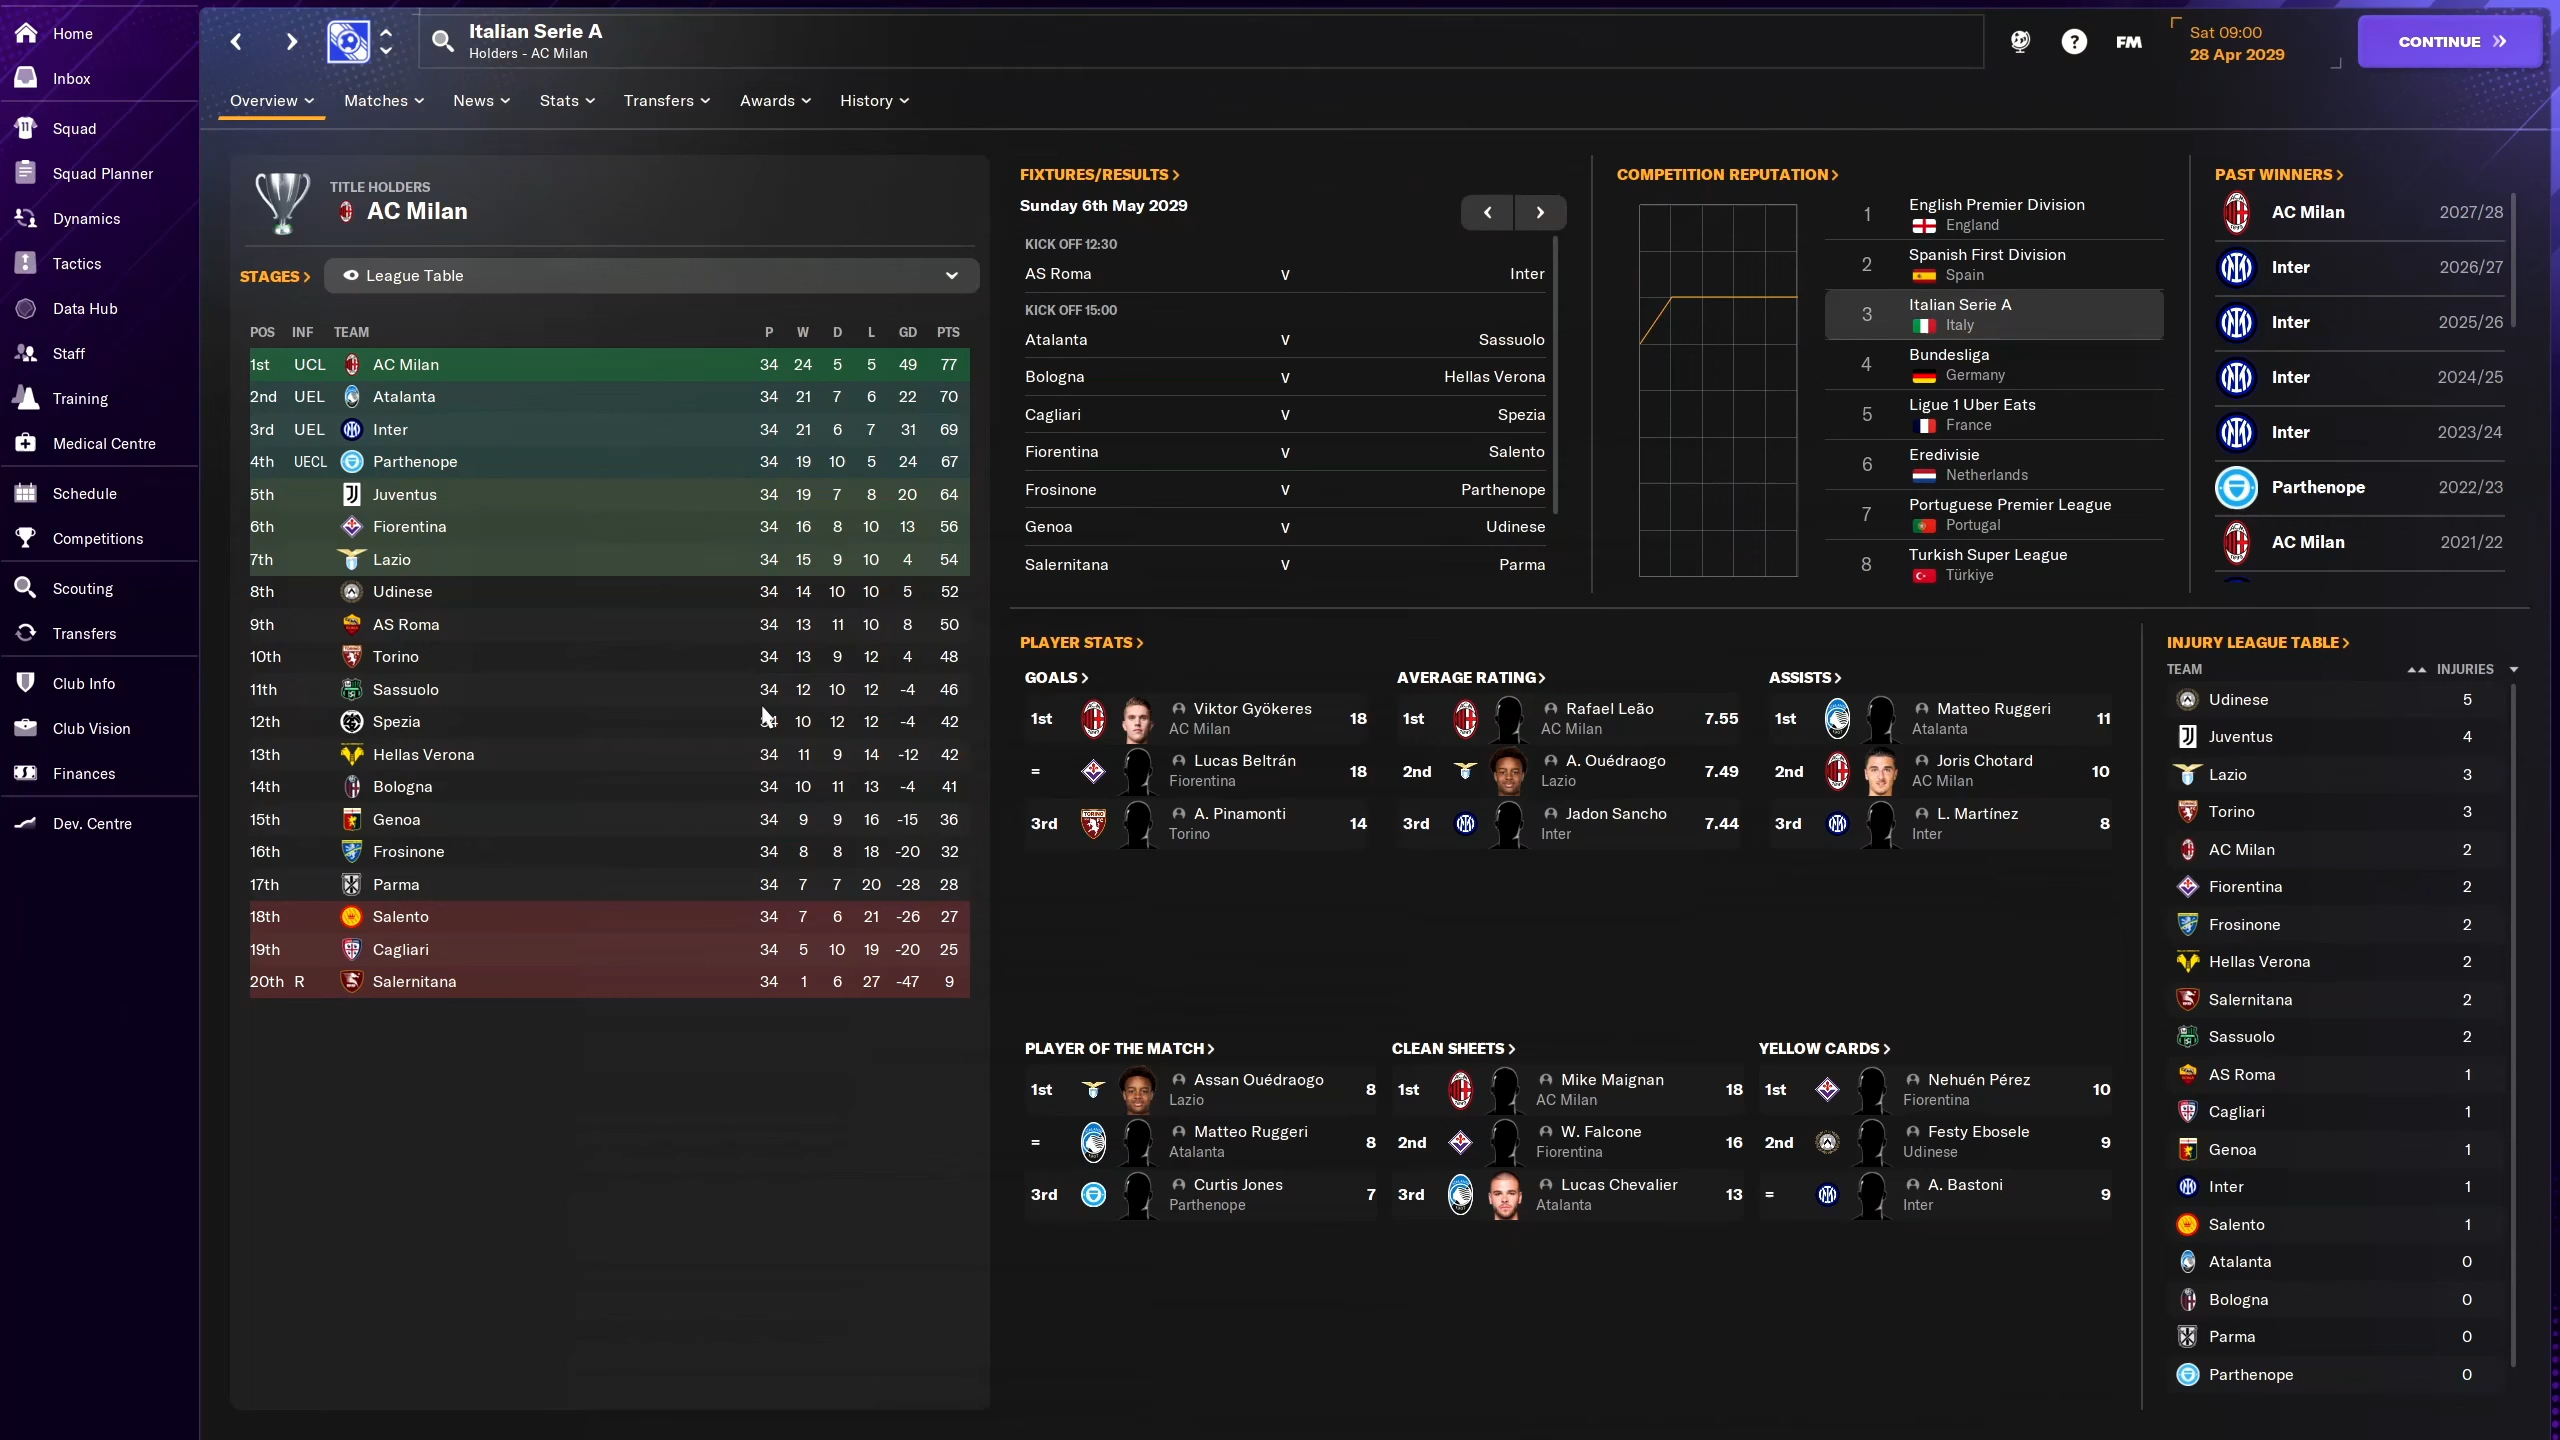 Home
Inbox
Squad
Squad Planner
Dynamics
Tactics
Data Hub
Staff
Training
Medical Centre
Schedule
Competitions
Scouting
Transfers
Club Info
Club Vision
Finances
Dev. Centre
Italian Serie A
Holders - AC Milan
FM
Sat 09:00
28 Apr 2029
CONTINUE
Overview Matches News Stats Transfers Awards History
TITLE HOLDERS
AC Milan
STAGES League Table
POS INF TEAM P W D L GD PTS
1st UCL AC Milan 34 24 5 5 49 77
2nd UEL Atalanta 34 21 7 6 22 70
3rd UEL Inter 34 21 6 7 31 69
4th UECL Parthenope 34 19 10 5 24 67
5th Juventus 34 19 7 8 20 64
6th Fiorentina 34 16 8 10 13 56
7th Lazio 34 15 9 10 4 54
8th Udinese 34 14 10 10 5 52
9th AS Roma 34 13 11 10 8 50
10th Torino 34 13 9 12 4 48
11th Sassuolo 34 12 10 12 -4 46
12th Spezia 34 10 12 12 -4 42
13th Hellas Verona 34 11 9 14 -12 42
14th Bologna 34 10 11 13 -4 41
15th Genoa 34 9 9 16 -15 36
16th Frosinone 34 8 8 18 -20 32
17th Parma 34 7 7 20 -28 28
18th Salento 34 7 6 21 -26 27
19th Cagliari 34 5 10 19 -20 25
20th R Salernitana 34 1 6 27 -47 9
FIXTURES/RESULTS
Sunday 6th May 2029
KICK OFF 12:30
AS Roma V Inter
KICK OFF 15:00
Atalanta V Sassuolo
Bologna V Hellas Verona
Cagliari V Spezia
Fiorentina V Salento
Frosinone V Parthenope
Genoa V Udinese
Salernitana V Parma
COMPETITION REPUTATION
1 English Premier Division
England
2 Spanish First Division
Spain
3 Italian Serie A
Italy
4 Bundesliga
Germany
5 Ligue 1 Uber Eats
France
6 Eredivisie
Netherlands
7 Portuguese Premier League
Portugal
8 Turkish Super League
Türkiye
PAST WINNERS
AC Milan 2027/28
Inter 2026/27
Inter 2025/26
Inter 2024/25
Inter 2023/24
Parthenope 2022/23
AC Milan 2021/22
PLAYER STATS
GOALS
1st Viktor Gyökeres 18
AC Milan
= Lucas Beltrán 18
Fiorentina
3rd A. Pinamonti 14
Torino
AVERAGE RATING
1st Rafael Leão 7.55
AC Milan
2nd A. Ouédraogo 7.49
Lazio
3rd Jadon Sancho 7.44
Inter
ASSISTS
1st Matteo Ruggeri 11
Atalanta
2nd Joris Chotard 10
AC Milan
3rd L. Martínez 8
Inter
PLAYER OF THE MATCH
1st Assan Ouédraogo 8
Lazio
= Matteo Ruggeri 8
Atalanta
3rd Curtis Jones 7
Parthenope
CLEAN SHEETS
1st Mike Maignan 18
AC Milan
2nd W. Falcone 16
Fiorentina
3rd Lucas Chevalier 13
Atalanta
YELLOW CARDS
1st Nehuén Pérez 10
Fiorentina
2nd Festy Ebosele 9
Udinese
= A. Bastoni 9
Inter
INJURY LEAGUE TABLE
TEAM INJURIES
Udinese 5
Juventus 4
Lazio 3
Torino 3
AC Milan 2
Fiorentina 2
Frosinone 2
Hellas Verona 2
Salernitana 2
Sassuolo 2
AS Roma 1
Cagliari 1
Genoa 1
Inter 1
Salento 1
Atalanta 0
Bologna 0
Parma 0
Parthenope 0